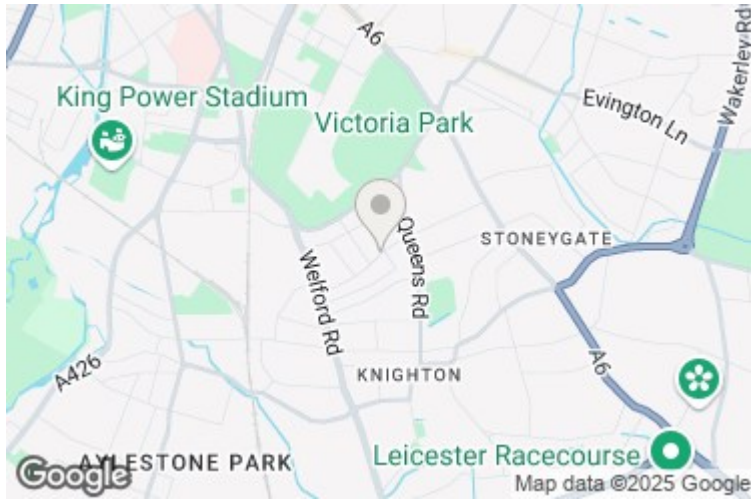 A6
Wakerley Rd
King Power Stadium
Victoria Park
Evington Ln
Queens Rd
STONEYGATE
Welford Rd
A426
KNIGHTON
A6
AYLESTONE PARK
Leicester Racecourse
Google
Map data ©2025 Google